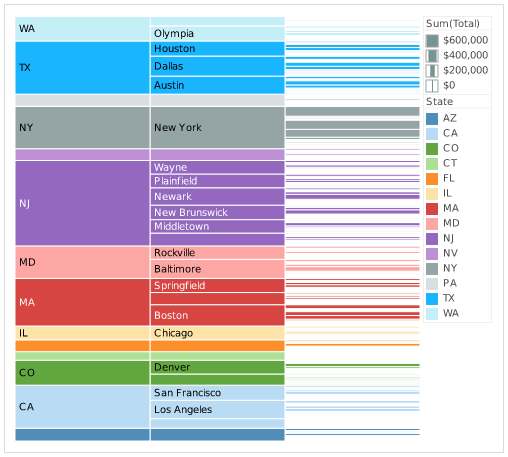 WA
Olympia
TX
Houston
Dallas
Austin
NY
New York
NJ
Wayne
Plainfield
Newark
New Brunswick
Middletown
MD
Rockville
Baltimore
MA
Springfield
Boston
IL
Chicago
CO
Denver
CA
San Francisco
Los Angeles
Sum(Total)
$600,000
$400,000
$200,000
$0
State
AZ
CA
CO
CT
FL
IL
MA
MD
NJ
NV
NY
PA
TX
WA